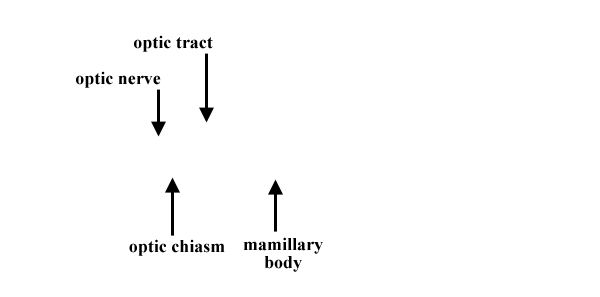 optic tract
optic nerve
optic chiasm
mamillary
body